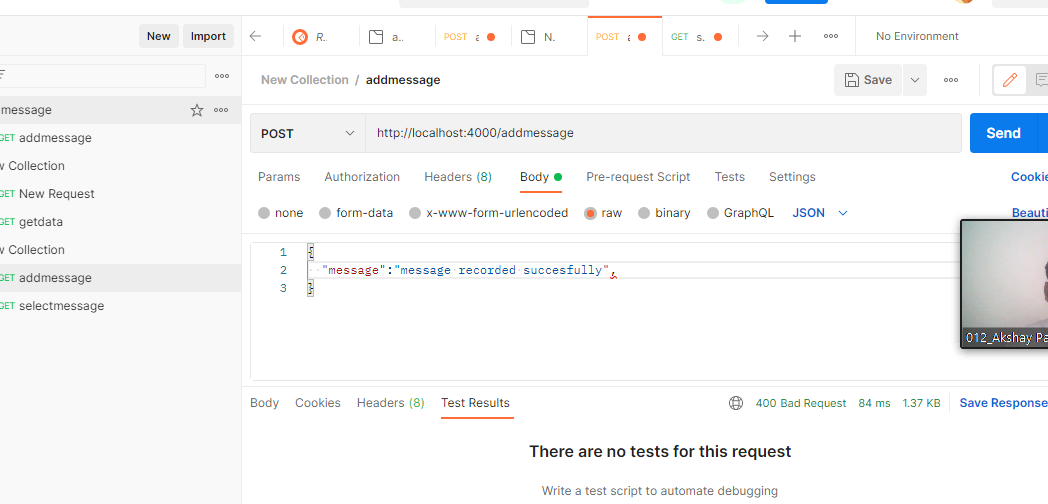 New Import R. a.. POST a N. POST a GET s. No Environment
New Collection / addmessage Save
message
POST http://localhost:4000/addmessage Send
GET addmessage
Collection
GET New Request
GET getdata
Collection
GET addmessage
GET selectmessage
Params Authorization Headers (8) Body Pre-request Script Tests Settings Cookie
none form-data x-www-form-urlencoded raw binary GraphQL JSON Beauti
1 {
2 "message":"message recorded succesfully",
3 }
012_Akshay Pa
Body Cookies Headers (8) Test Results 400 Bad Request 84 ms 1.37 KB Save Response
There are no tests for this request
Write a test script to automate debugging